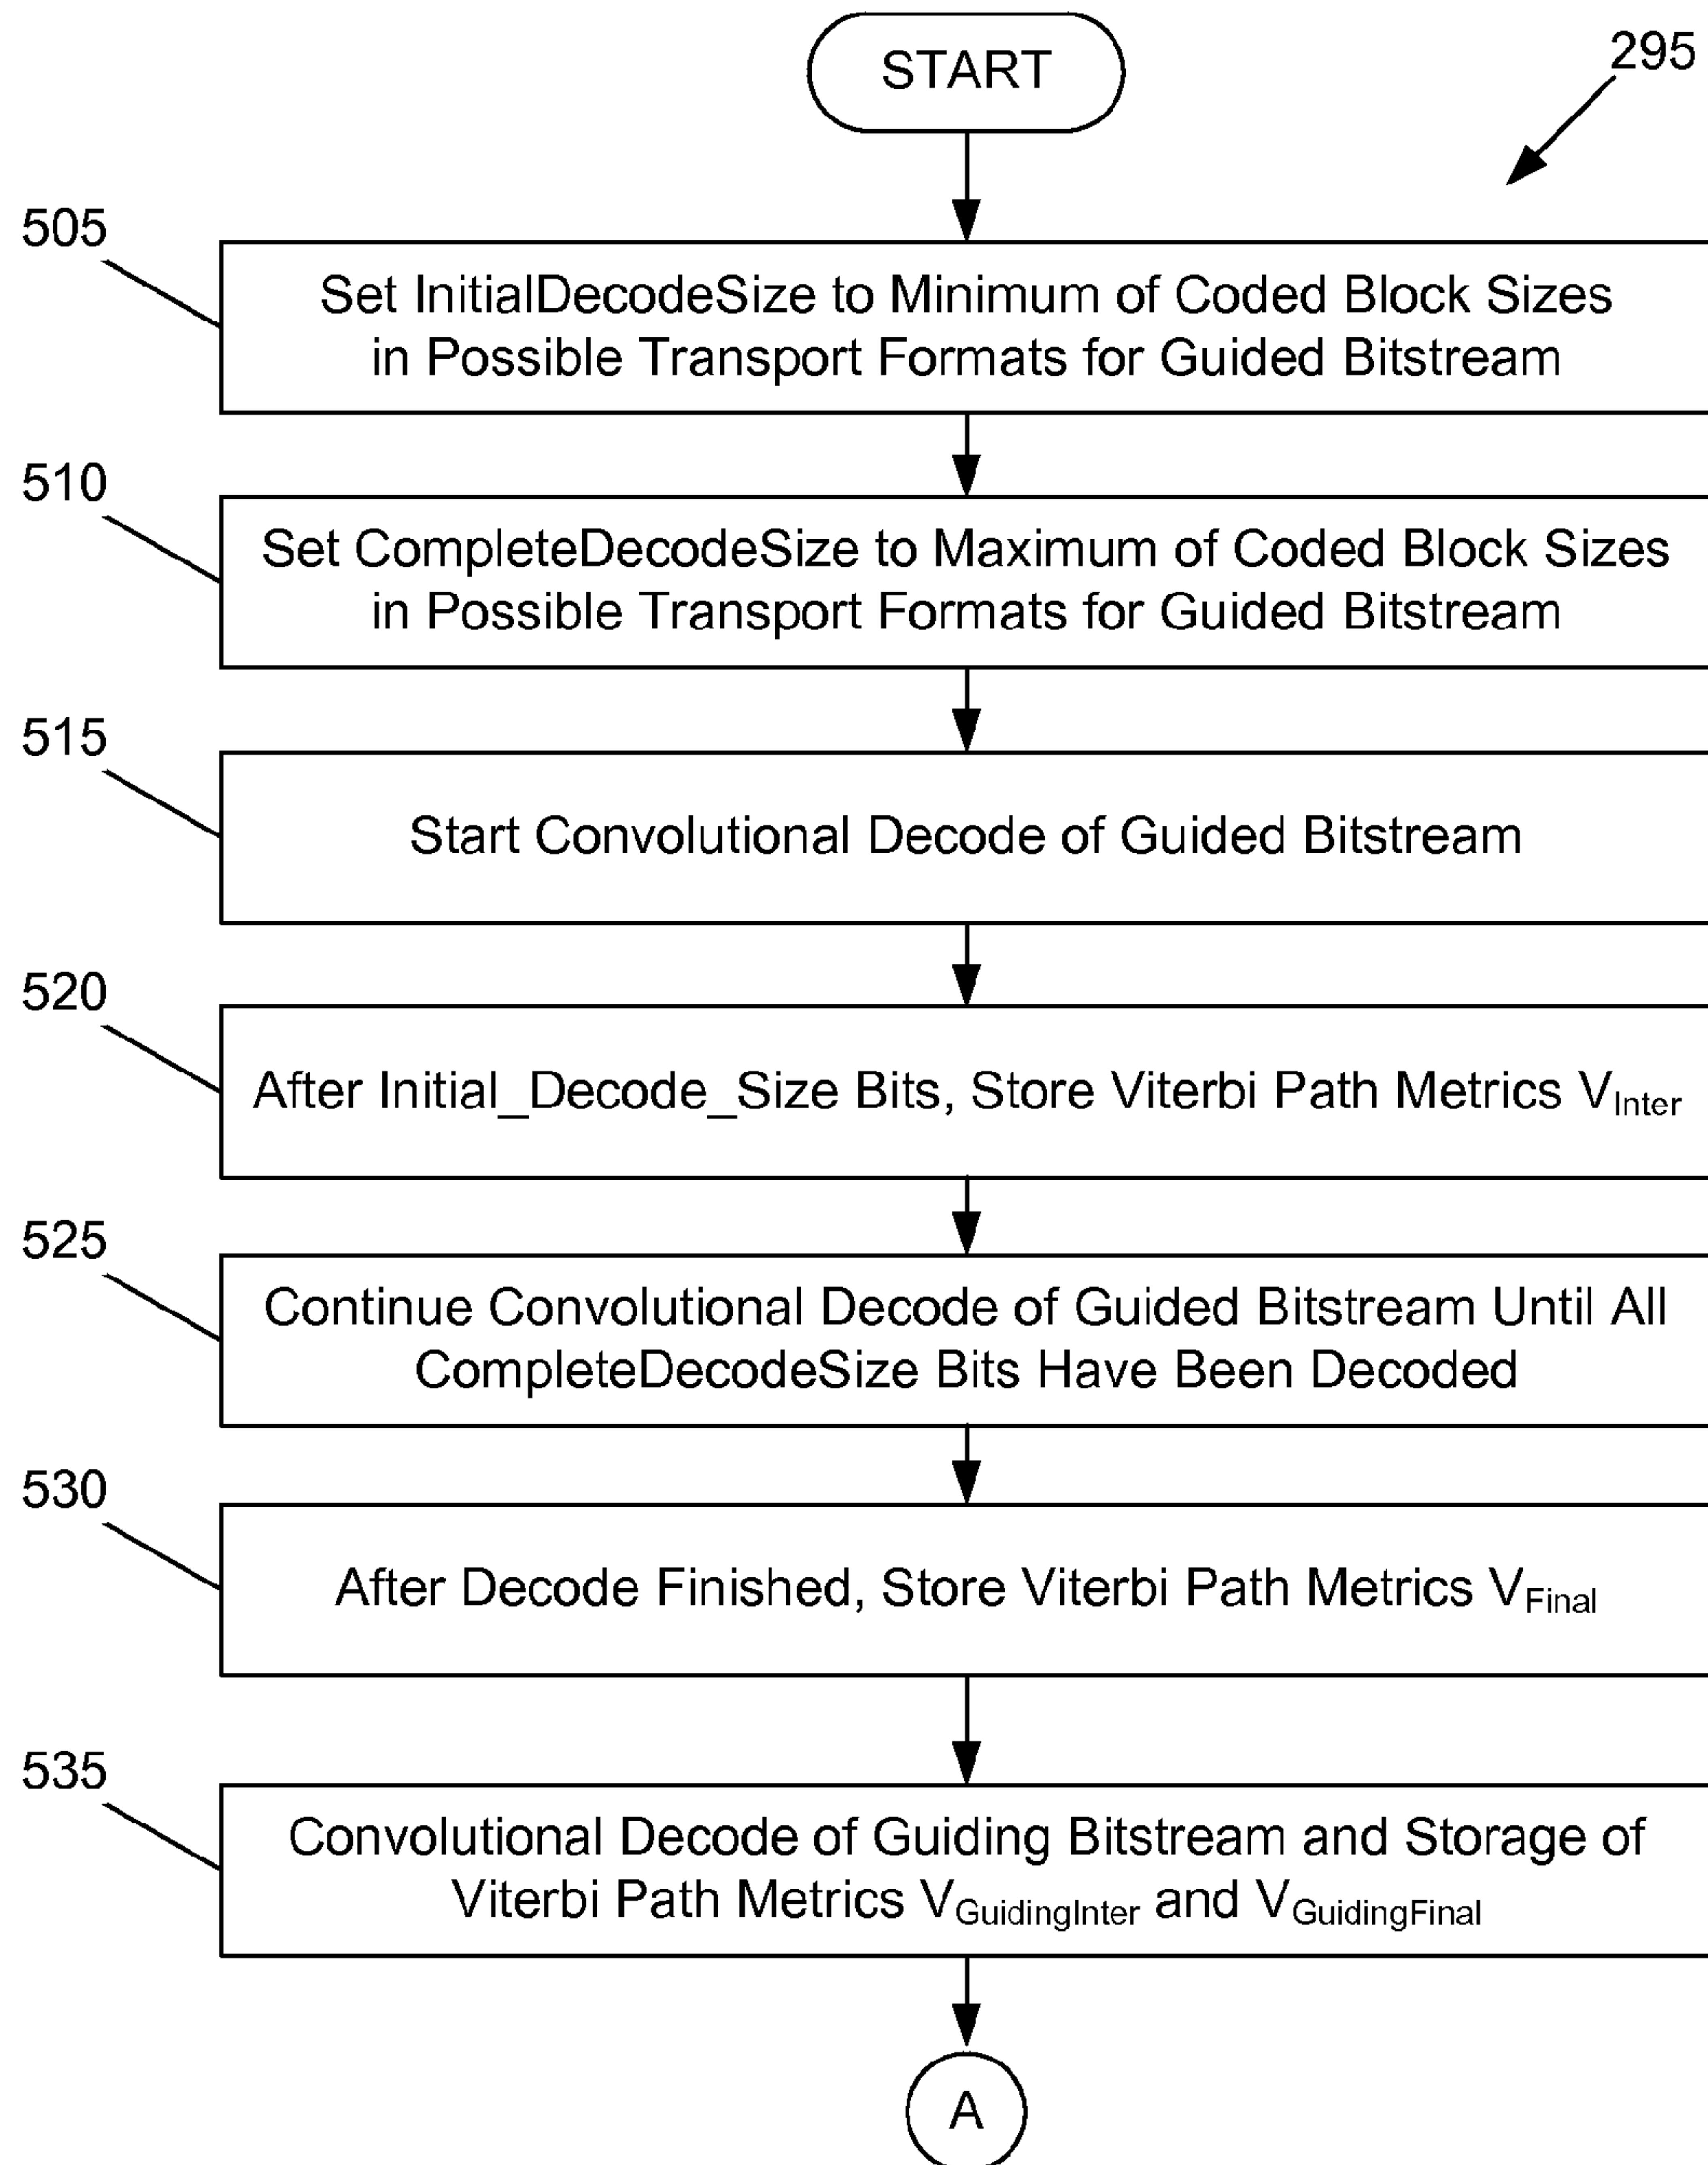 START
295
505
Set InitialDecodeSize to Minimum of Coded Block Sizes
in Possible Transport Formats for Guided Bitstream
510
Set CompleteDecodeSize to Maximum of Coded Block Sizes
in Possible Transport Formats for Guided Bitstream
515
Start Convolutional Decode of Guided Bitstream
520
After Initial_Decode_Size Bits, Store Viterbi Path Metrics VInter
525
Continue Convolutional Decode of Guided Bitstream Until All
CompleteDecodeSize Bits Have Been Decoded
530
After Decode Finished, Store Viterbi Path Metrics VFinal
535
Convolutional Decode of Guiding Bitstream and Storage of
Viterbi Path Metrics VGuidingInter and VGuidingFinal
A